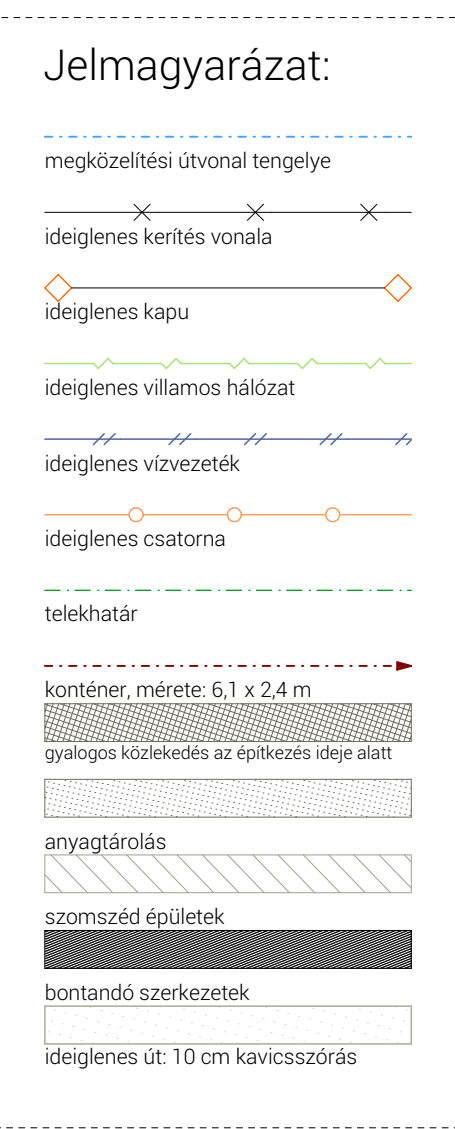 Jelmagyarázat:
megközelítési útvonal tengelye
ideiglenes kerítés vonala
ideiglenes kapu
ideiglenes villamos hálózat
ideiglenes vízvezeték
ideiglenes csatorna
telekhatár
konténer, mérete: 6,1 x 2,4 m
gyalogos közlekedés az építkezés ideje alatt
anyagtárolás
szomszéd épületek
bontandó szerkezetek
ideiglenes út: 10 cm kavicsszórás